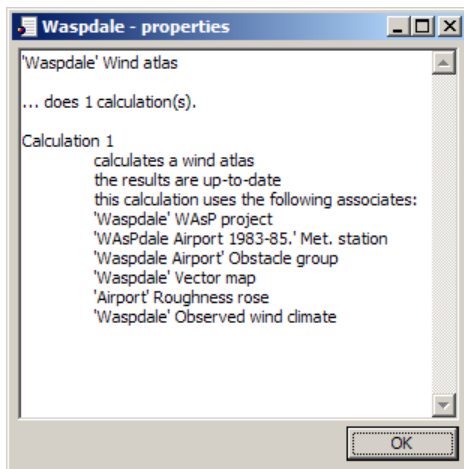 Waspdale - properties
'Waspdale' Wind atlas
... does 1 calculation(s).
Calculation 1
calculates a wind atlas
the results are up-to-date
this calculation uses the following associates:
'Waspdale' WAsP project
'WAsPdale Airport 1983-85.' Met. station
'Waspdale Airport' Obstacle group
'Waspdale' Vector map
'Airport' Roughness rose
'Waspdale' Observed wind climate
OK